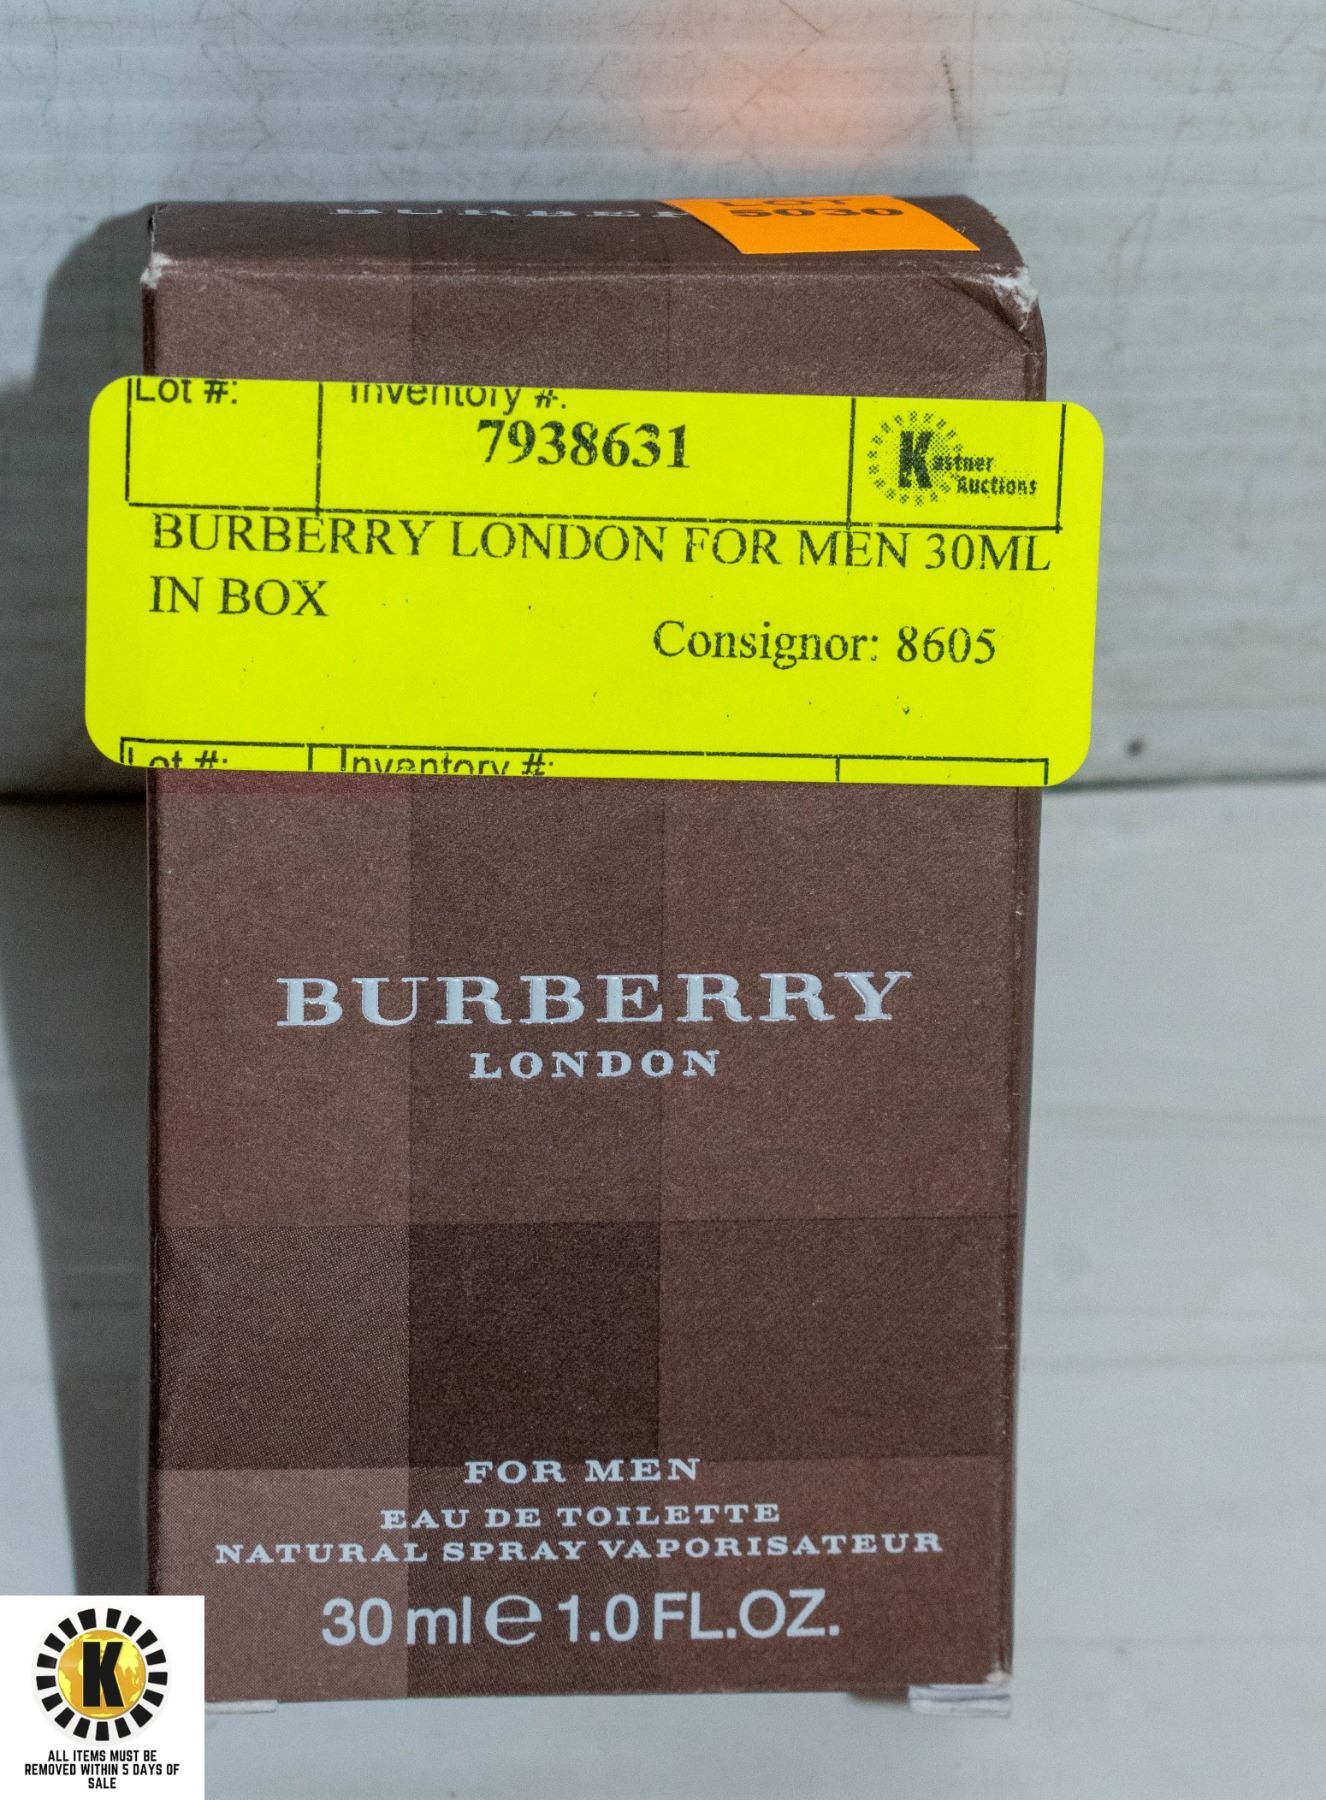 BURBER
LOT
5030
Lot #: Inventory #:
7938631
Kastner
Auctions
BURBERRY LONDON FOR MEN 30ML
IN BOX
Consignor: 8605
Lot #: Inventory #:
BURBERRY
LONDON
FOR MEN
EAU DE TOILETTE
NATURAL SPRAY VAPORISATEUR
30 ml e 1.0 FL.OZ.
K
ALL ITEMS MUST BE
REMOVED WITHIN 5 DAYS OF
SALE